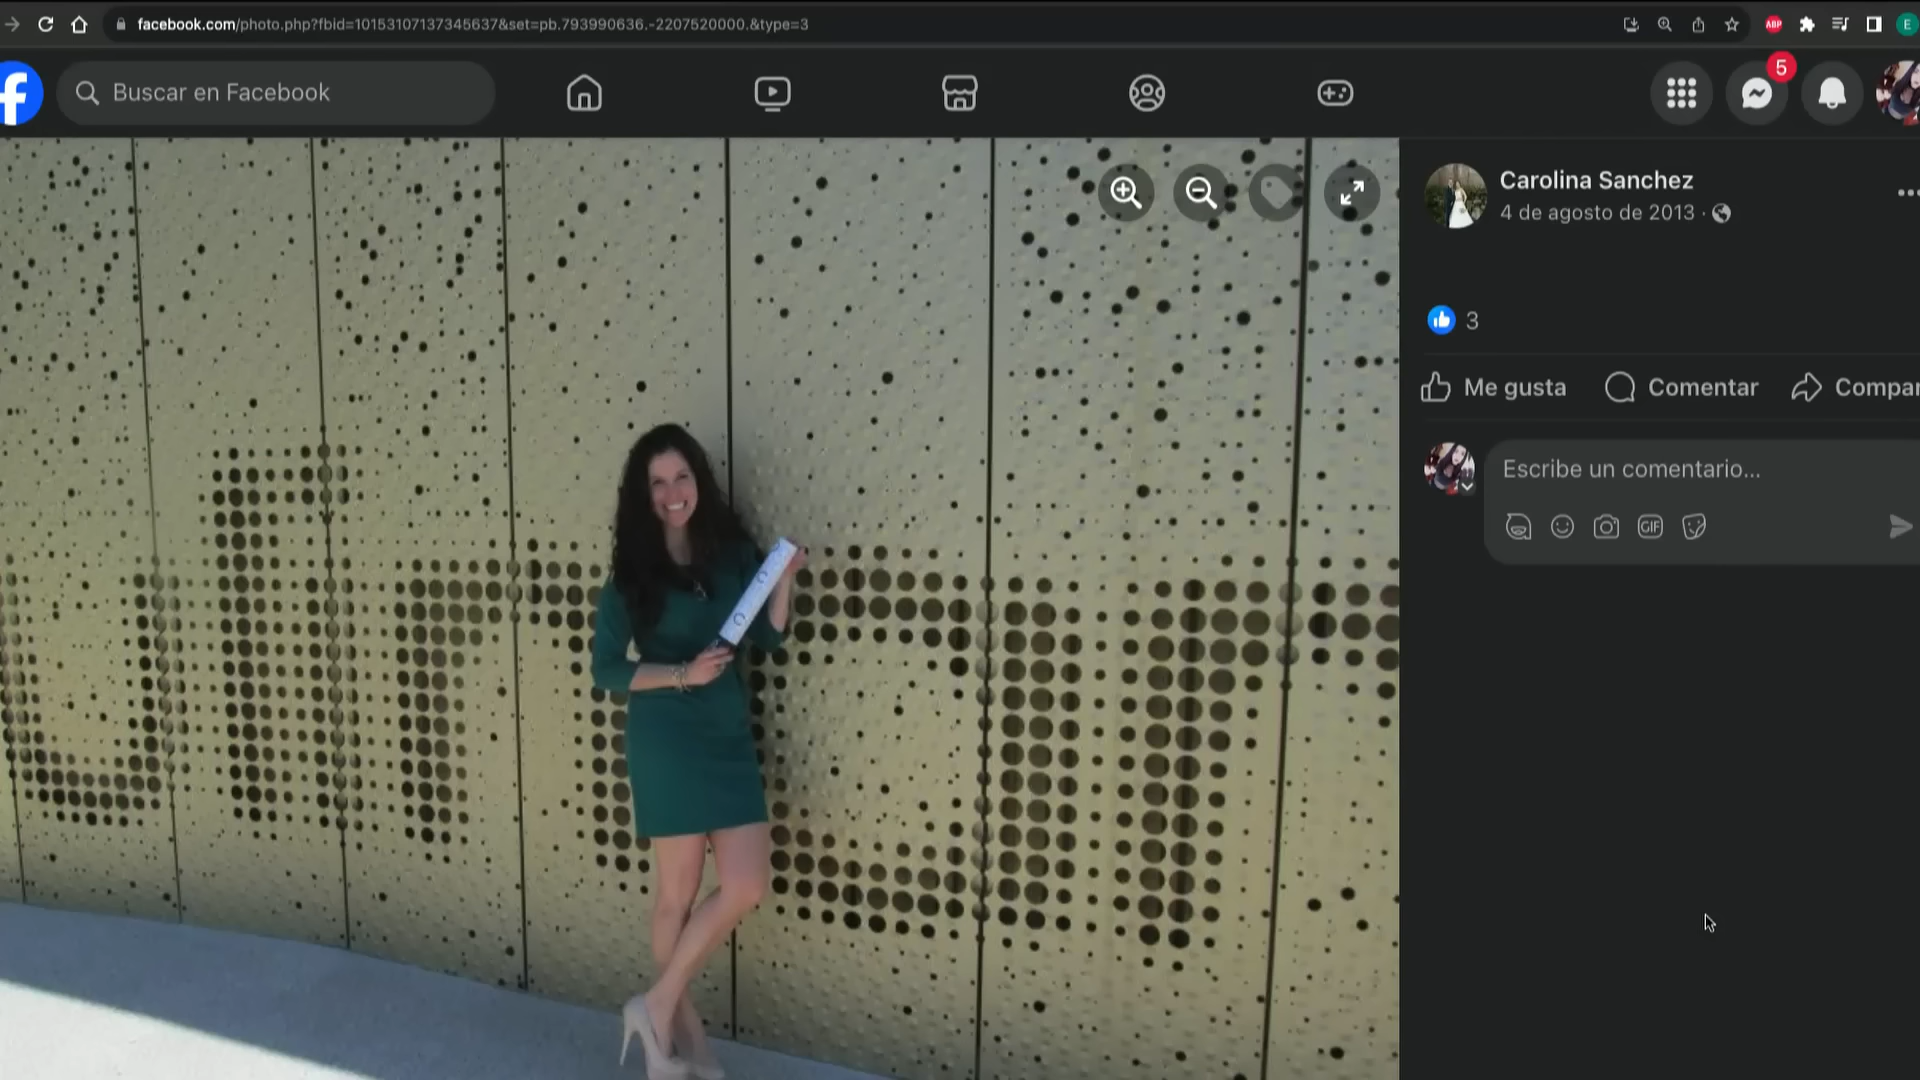 facebook.com/photo.php?fbid=10153107137345637&set=pb.793990636.-2207520000.&type=3
ABP
E
Buscar en Facebook
5
Carolina Sanchez
4 de agosto de 2013 ·
3
Me gusta
Comentar
Compar
Escribe un comentario...
GIF